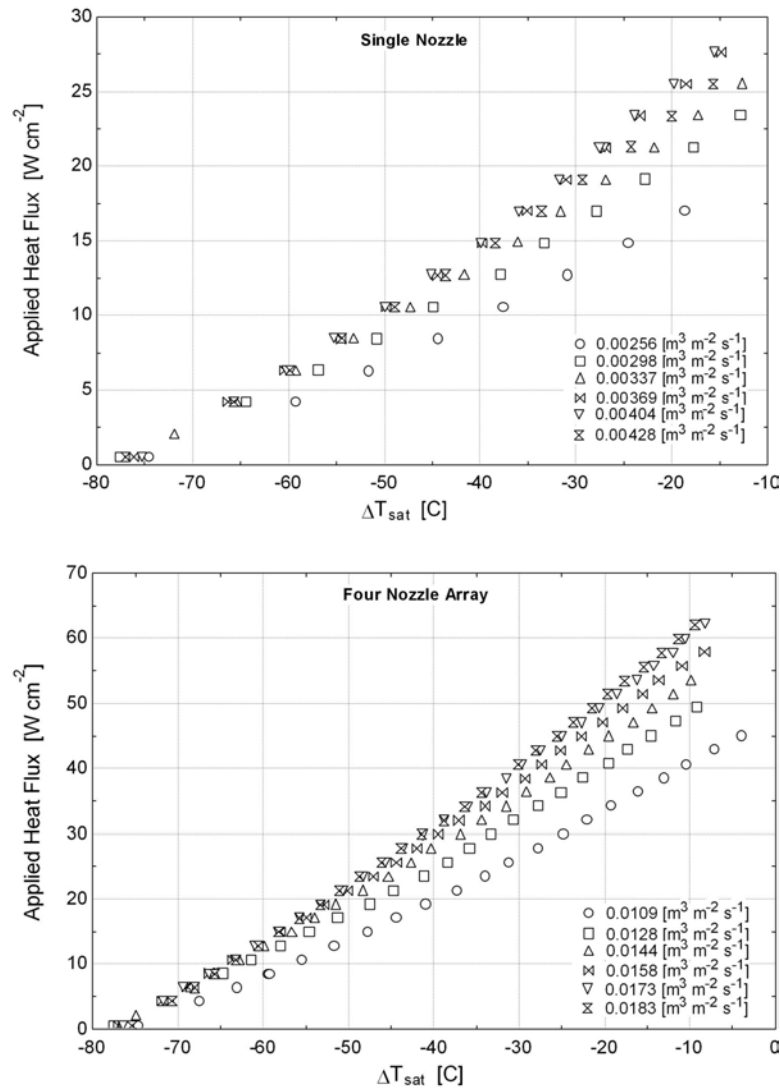 30
Single Nozzle
25
20
15
10
5
0
Applied Heat Flux [W cm⁻²]
0.00256 [m³ m⁻² s⁻¹]
0.00298 [m³ m⁻² s⁻¹]
0.00337 [m³ m⁻² s⁻¹]
0.00369 [m³ m⁻² s⁻¹]
0.00404 [m³ m⁻² s⁻¹]
0.00428 [m³ m⁻² s⁻¹]
-80 -70 -60 -50 -40 -30 -20 -10
ΔTsat [C]
70
Four Nozzle Array
60
50
40
30
20
10
0
Applied Heat Flux [W cm⁻²]
0.0109 [m³ m⁻² s⁻¹]
0.0128 [m³ m⁻² s⁻¹]
0.0144 [m³ m⁻² s⁻¹]
0.0158 [m³ m⁻² s⁻¹]
0.0173 [m³ m⁻² s⁻¹]
0.0183 [m³ m⁻² s⁻¹]
-80 -70 -60 -50 -40 -30 -20 -10 0
ΔTsat [C]